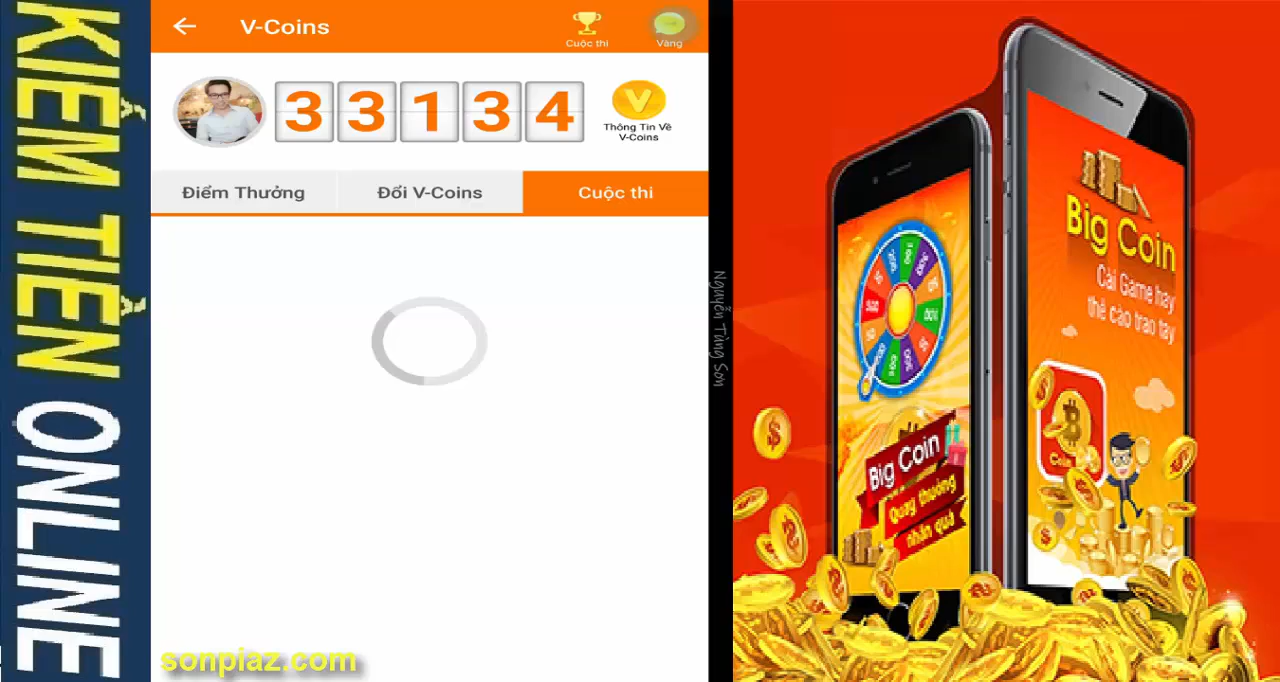 KIẾM TIỀN ONLINE
V-Coins
Cuộc thi
Vàng
33134
Thông Tin Về
V-Coins
Điểm Thưởng
Đổi V-Coins
Cuộc thi
sonpiaz.com
Nguyễn Tùng Sơn
Big Coin
Quay thưởng
nhận quà
Big Coin
Cài Game hay
thẻ cào trao tay